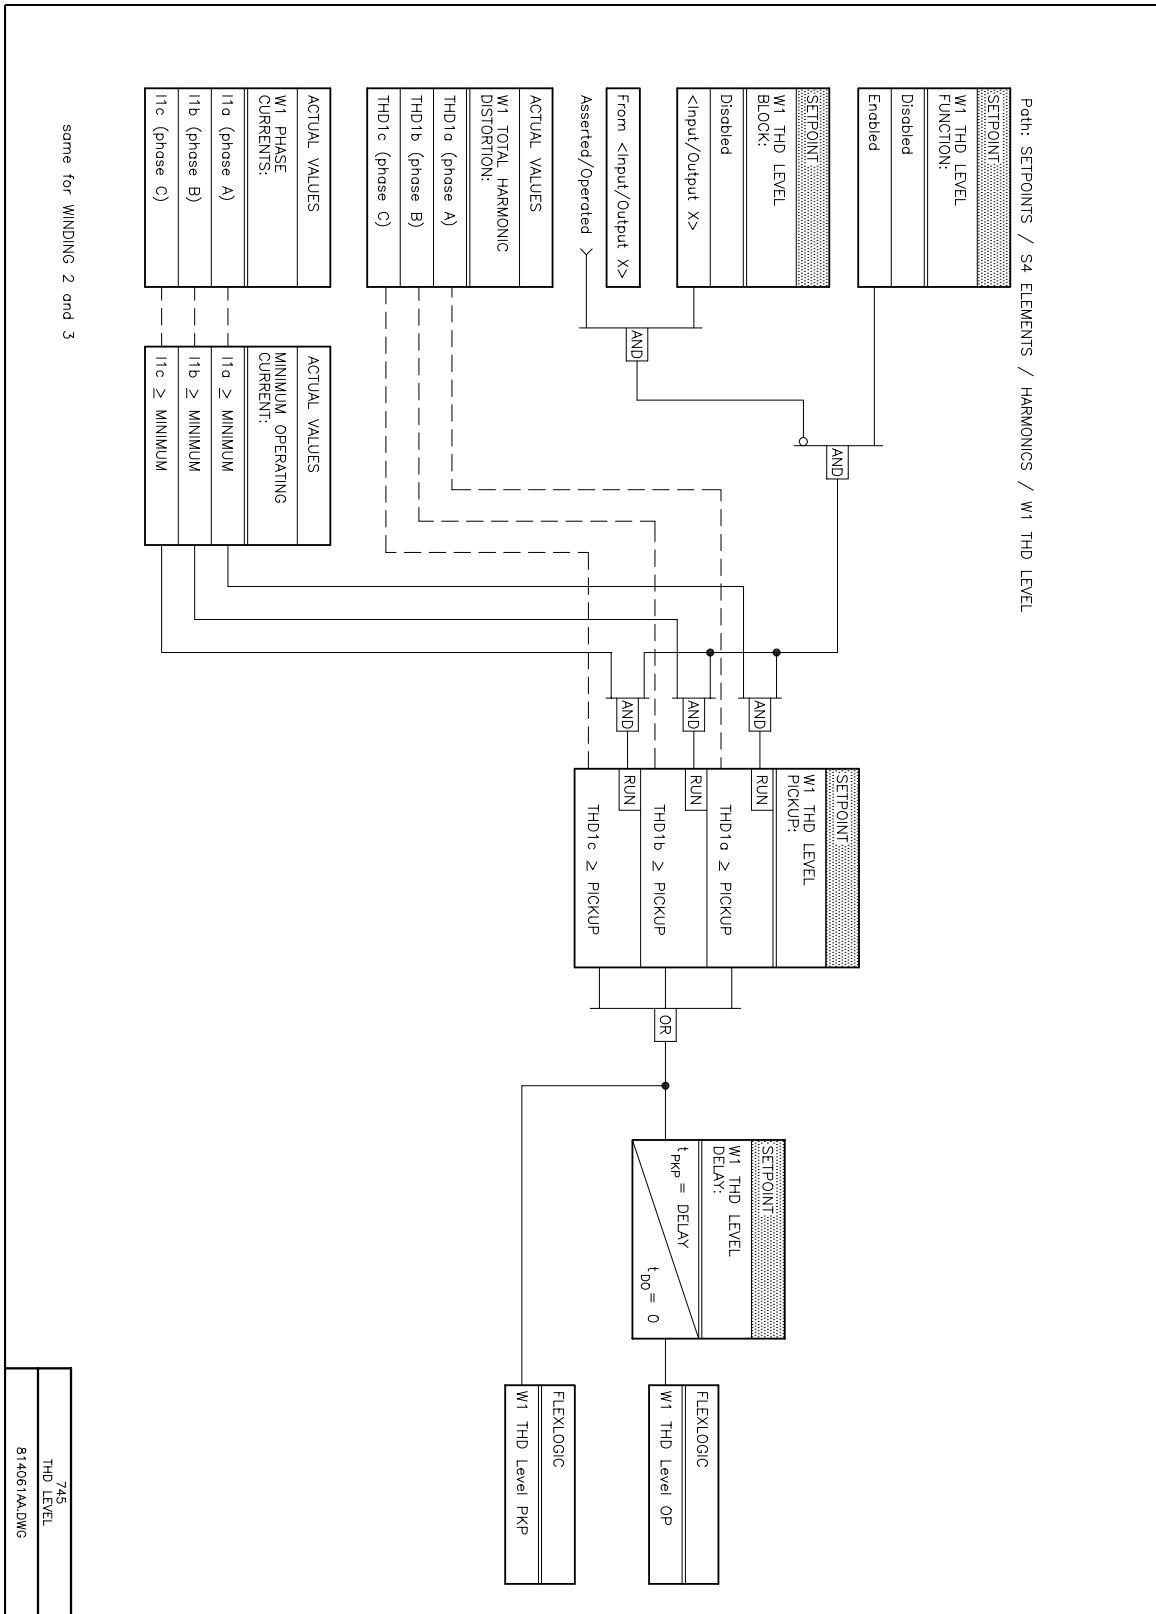 Path: SETPOINTS / S4 ELEMENTS / HARMONICS / W1 THD LEVEL
SETPOINT
W1 THD LEVEL
FUNCTION:
Disabled
Enabled
SETPOINT
W1 THD LEVEL
BLOCK:
Disabled
<Input/Output X>
From <Input/Output X>
Asserted/Operated
AND
AND
ACTUAL VALUES
W1 TOTAL HARMONIC
DISTORTION:
THD1a (phase A)
THD1b (phase B)
THD1c (phase C)
ACTUAL VALUES
W1 PHASE
CURRENTS:
I1a (phase A)
I1b (phase B)
I1c (phase C)
ACTUAL VALUES
MINIMUM OPERATING
CURRENT:
I1a ≥ MINIMUM
I1b ≥ MINIMUM
I1c ≥ MINIMUM
AND
AND
AND
SETPOINT
W1 THD LEVEL
PICKUP:
RUN
THD1a ≥ PICKUP
RUN
THD1b ≥ PICKUP
RUN
THD1c ≥ PICKUP
OR
SETPOINT
W1 THD LEVEL
DELAY:
tPKP = DELAY
tDO = 0
FLEXLOGIC
W1 THD Level OP
FLEXLOGIC
W1 THD Level PKP
same for WINDING 2 and 3
745
THD LEVEL
814061AA.DWG